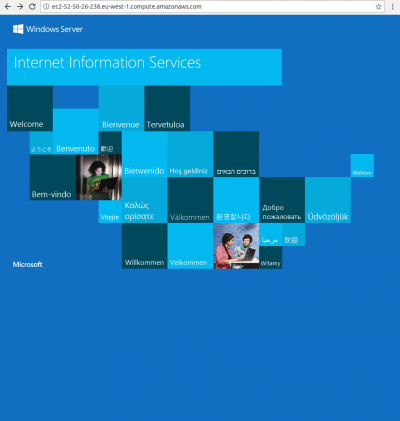 ec2-52-50-26-238.eu-west-1.compute.amazonaws.com
Windows Server
Internet Information Services
Welcome
Bienvenue
Tervetuloa
ようこそ
Benvenuto
歓迎
Bienvenido
Hoş geldiniz
ברוכים הבאים
Welkom
Bem-vindo
Vítejte
Καλώς
ορίσατε
Välkommen
환영합니다
Добро
пожаловать
Üdvözöljük
مرحبا
欢迎
Microsoft
Willkommen
Velkommen
Witamy